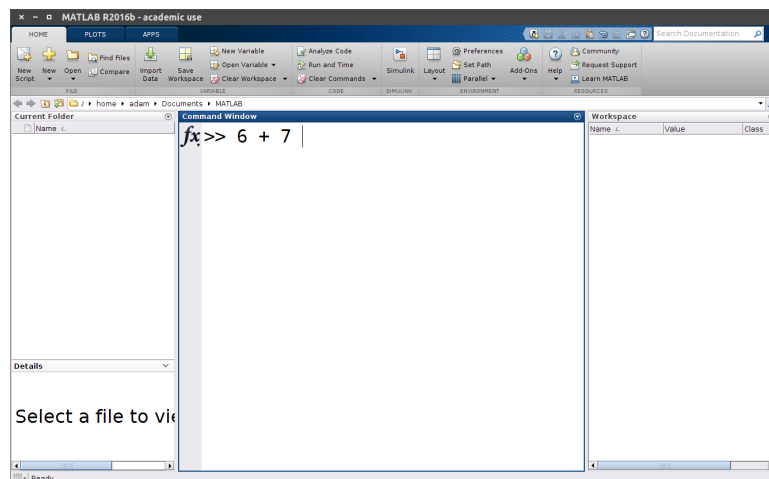 MATLAB R2016b - academic use
HOME PLOTS APPS Search Documentation
New Script
New
Open
Find Files
Compare
Import Data
Save Workspace
New Variable
Open Variable
Clear Workspace
Analyze Code
Run and Time
Clear Commands
Simulink
Layout
Preferences
Set Path
Parallel
Add-Ons
Help
Community
Request Support
Learn MATLAB
FILE VARIABLE CODE SIMULINK ENVIRONMENT RESOURCES
/ home adam Documents MATLAB
Current Folder
Name
Command Window
fx >> 6 + 7
Workspace
Name Value Class
Details
Select a file to vie
Ready